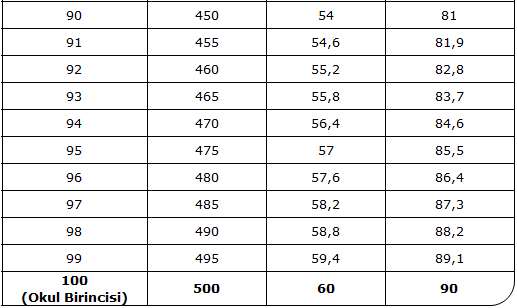 90 450 54 81
91 455 54,6 81,9
92 460 55,2 82,8
93 465 55,8 83,7
94 470 56,4 84,6
95 475 57 85,5
96 480 57,6 86,4
97 485 58,2 87,3
98 490 58,8 88,2
99 495 59,4 89,1
100
(Okul Birincisi) 500 60 90